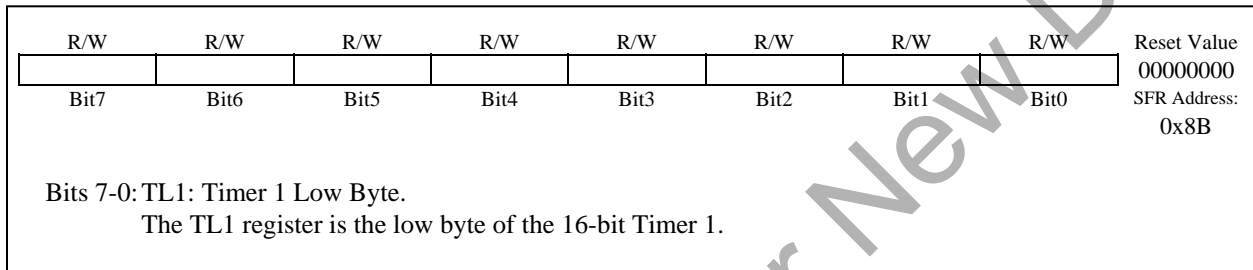 R/W R/W R/W R/W R/W R/W R/W R/W Reset Value
00000000
Bit7 Bit6 Bit5 Bit4 Bit3 Bit2 Bit1 Bit0 SFR Address:
0x8B
Bits 7-0: TL1: Timer 1 Low Byte.
The TL1 register is the low byte of the 16-bit Timer 1.
New